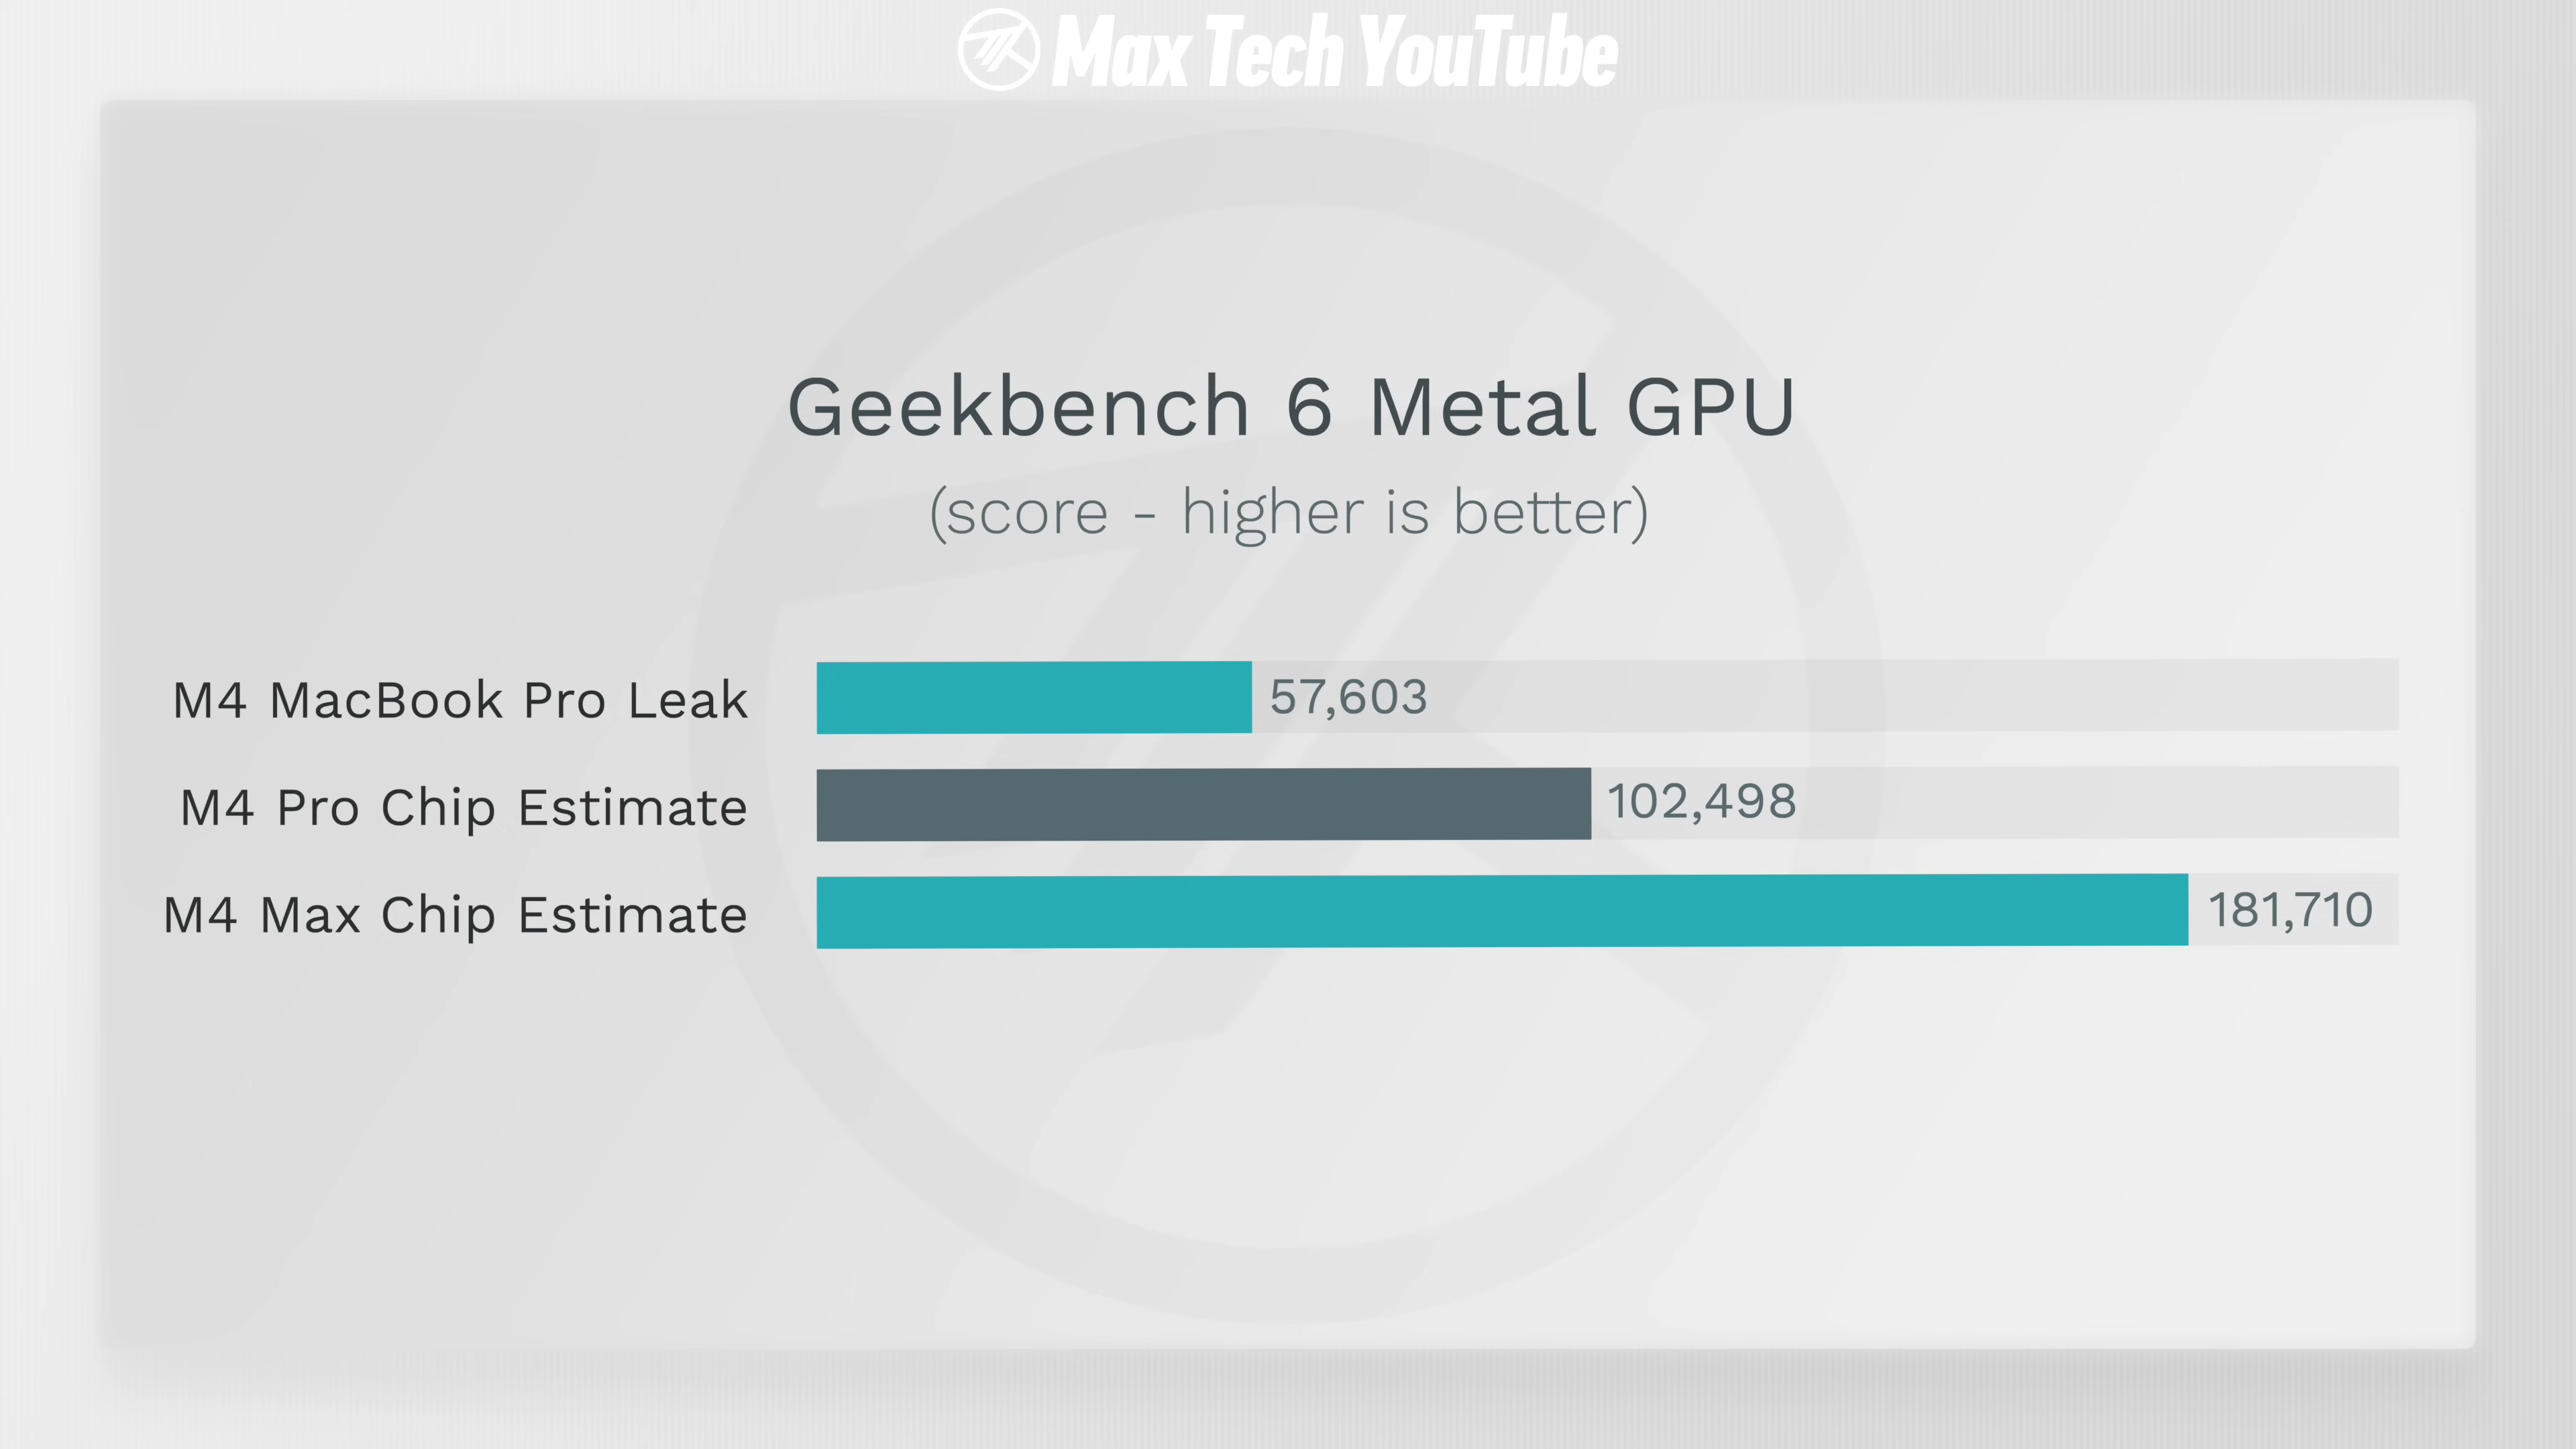 Max Tech YouTube
Geekbench 6 Metal GPU
(score - higher is better)
M4 MacBook Pro Leak 57,603
M4 Pro Chip Estimate 102,498
M4 Max Chip Estimate 181,710